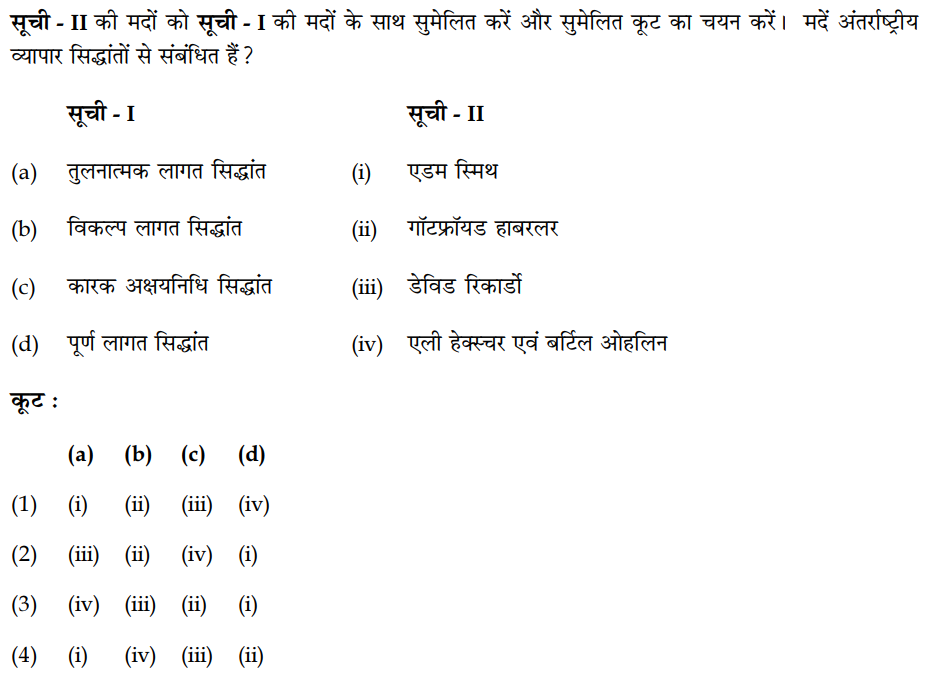 सूची - II की मदों को सूची - I की मदों के साथ सुमेलित करें और सुमेलित कूट का चयन करें। मदें अंतर्राष्ट्रीय
व्यापार सिद्धांतों से संबंधित हैं ?
सूची - I सूची - II
(a) तुलनात्मक लागत सिद्धांत (i) एडम स्मिथ
(b) विकल्प लागत सिद्धांत (ii) गॉटफ्रॉयड हाबरलर
(c) कारक अक्षयनिधि सिद्धांत (iii) डेविड रिकार्डो
(d) पूर्ण लागत सिद्धांत (iv) एली हेक्स्चर एवं बर्टिल ओहलिन
कूट :
(a) (b) (c) (d)
(1) (i) (ii) (iii) (iv)
(2) (iii) (ii) (iv) (i)
(3) (iv) (iii) (ii) (i)
(4) (i) (iv) (iii) (ii)